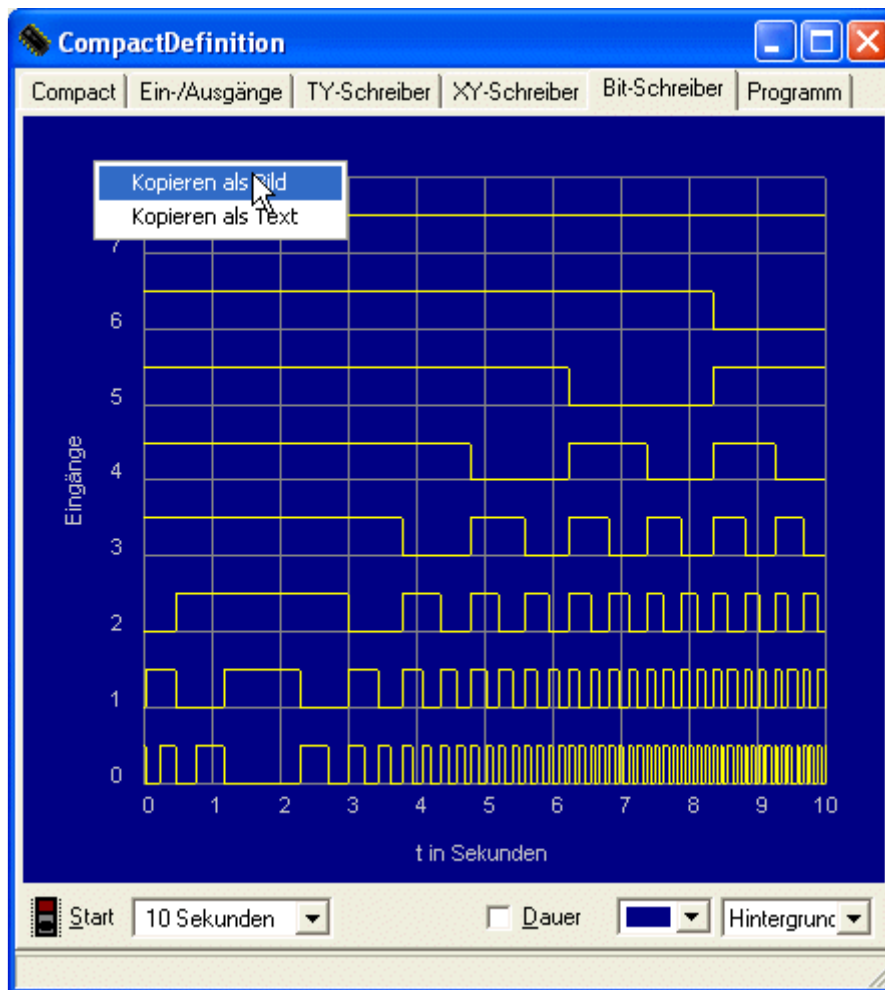 CompactDefinition
Compact Ein-/Ausgänge TY-Schreiber XY-Schreiber Bit-Schreiber Programm
Kopieren als Bild
Kopieren als Text
7
6
5
4
3
2
1
0
Eingänge
0 1 2 3 4 5 6 7 8 9 10
t in Sekunden
Start 10 Sekunden Dauer Hintergrund